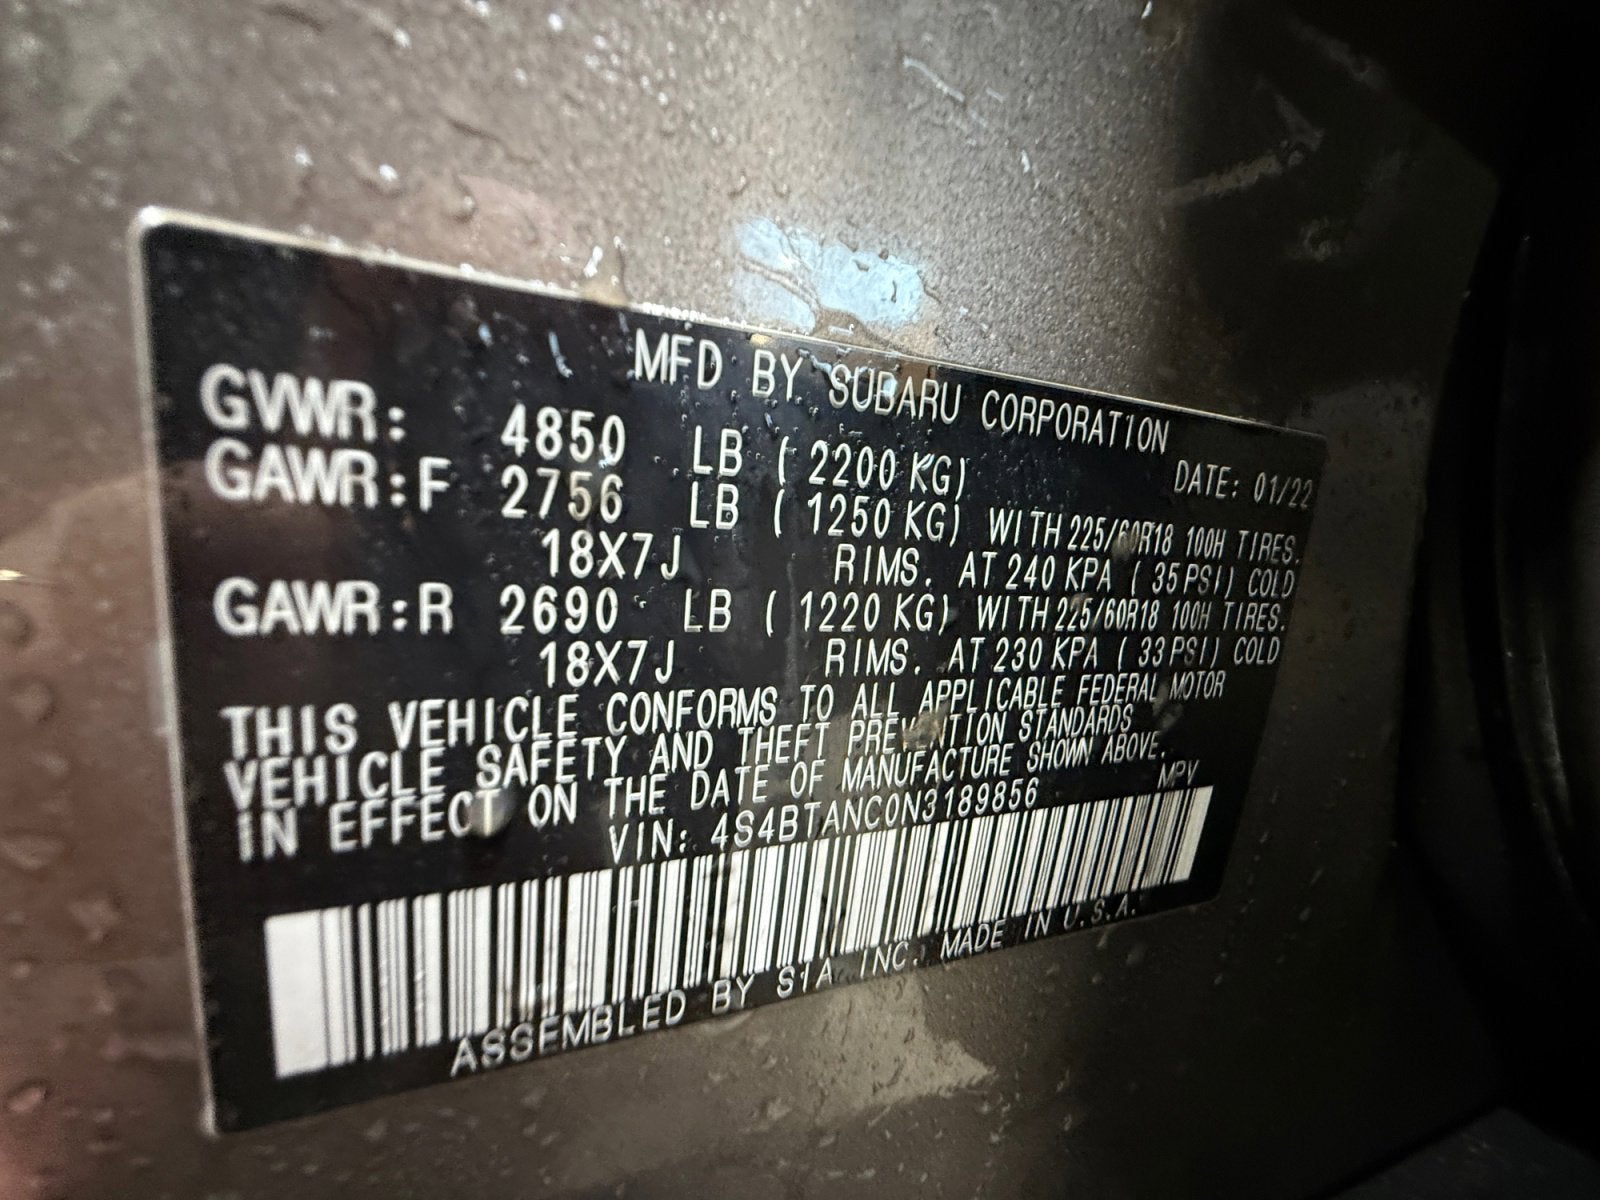 MFD BY SUBARU CORPORATION
GVWR: 4850 LB (2200 KG) DATE: 01/22
GAWR:F 2756 LB (1250 KG) WITH 225/60R18 100H TIRES.
18X7J RIMS. AT 240 KPA (35 PSI) COLD
GAWR:R 2690 LB (1220 KG) WITH 225/60R18 100H TIRES.
18X7J RIMS. AT 230 KPA (33 PSI) COLD
THIS VEHICLE CONFORMS TO ALL APPLICABLE FEDERAL MOTOR
VEHICLE SAFETY AND THEFT PREVENTION STANDARDS
IN EFFECT ON THE DATE OF MANUFACTURE SHOWN ABOVE.
VIN: 4S4BTANC0N3189856 MPV
ASSEMBLED BY SIA INC. MADE IN U.S.A.